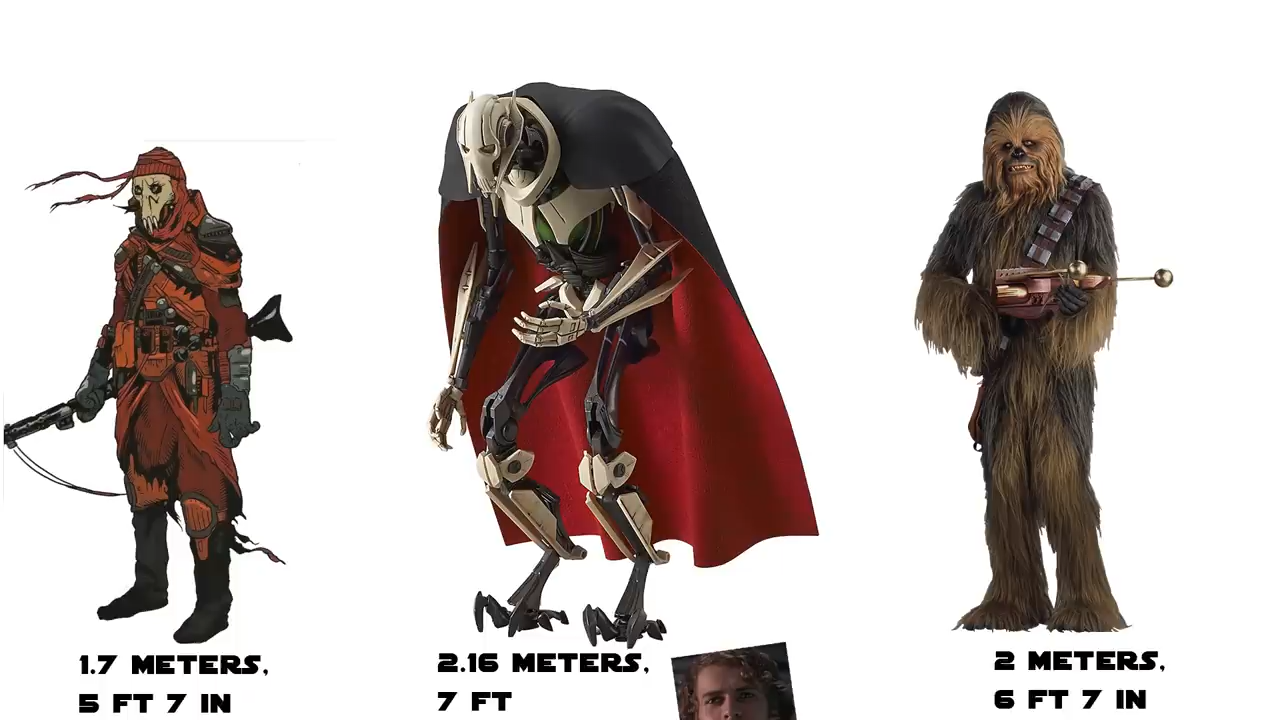 1.7 METERS,
5 FT 7 IN
2.16 METERS,
7 FT
2 METERS,
6 FT 7 IN